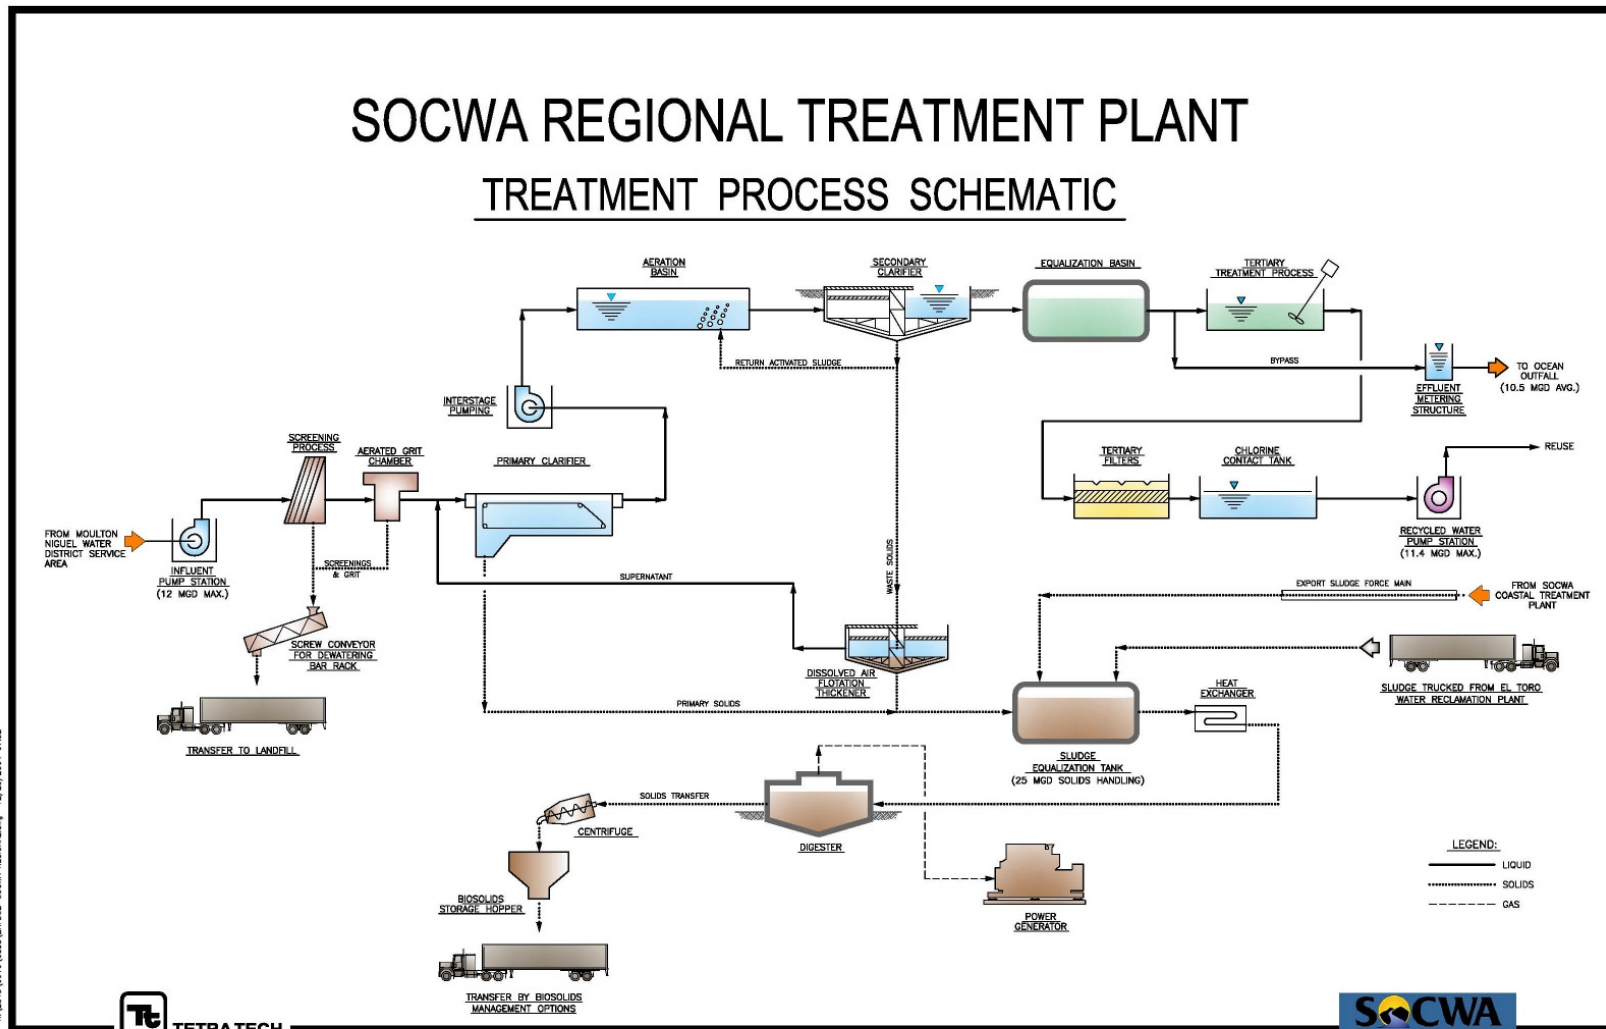 SOCWA REGIONAL TREATMENT PLANT
TREATMENT PROCESS SCHEMATIC
AERATION
BASIN
SECONDARY
CLARIFIER
EQUALIZATION BASIN
TERTIARY
TREATMENT PROCESS
RETURN ACTIVATED SLUDGE
BYPASS
TO OCEAN
OUTFALL
(10.5 MGD AVG.)
EFFLUENT
METERING
STRUCTURE
INTERSTAGE
PUMPING
SCREENING
PROCESS
AERATED GRIT
CHAMBER
PRIMARY CLARIFIER
TERTIARY
FILTERS
CHLORINE
CONTACT TANK
REUSE
RECYCLED WATER
PUMP STATION
(11.4 MGD MAX.)
FROM MOULTON
NIGUEL WATER
DISTRICT SERVICE
AREA
INFLUENT
PUMP STATION
(12 MGD MAX.)
SCREENINGS
& GRIT
SUPERNATANT
WASTE SOLIDS
EXPORT SLUDGE FORCE MAIN
FROM SOCWA
COASTAL TREATMENT
PLANT
SCREW CONVEYOR
FOR DEWATERING
BAR RACK
DISSOLVED AIR
FLOTATION
THICKENER
SLUDGE TRUCKED FROM EL TORO
WATER RECLAMATION PLANT
HEAT
EXCHANGER
PRIMARY SOLIDS
TRANSFER TO LANDFILL
SLUDGE
EQUALIZATION TANK
(25 MGD SOLIDS HANDLING)
SOLIDS TRANSFER
CENTRIFUGE
DIGESTER
BIOSOLIDS
STORAGE HOPPER
POWER
GENERATOR
LEGEND:
LIQUID
SOLIDS
GAS
TRANSFER BY BIOSOLIDS
MANAGEMENT OPTIONS
Tt
TETRA TECH
SOCWA